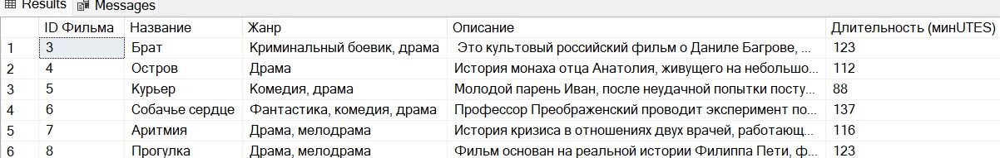 Results Messages
ID Фильма Название Жанр Описание Длительность (минUTES)
1 3 Брат Криминальный боевик, драма Это культовый российский фильм о Даниле Багрове, ... 123
2 4 Остров Драма История монаха отца Анатолия, живущего на небольшо... 112
3 5 Курьер Комедия, драма Молодой парень Иван, после неудачной попытки посту... 88
4 6 Собачье сердце Фантастика, комедия, драма Профессор Преображенский проводит эксперимент по... 137
5 7 Аритмия Драма, мелодрама История кризиса в отношениях двух врачей, работающ... 116
6 8 Прогулка Драма, мелодрама Фильм основан на реальной истории Филиппа Пети, ф... 123